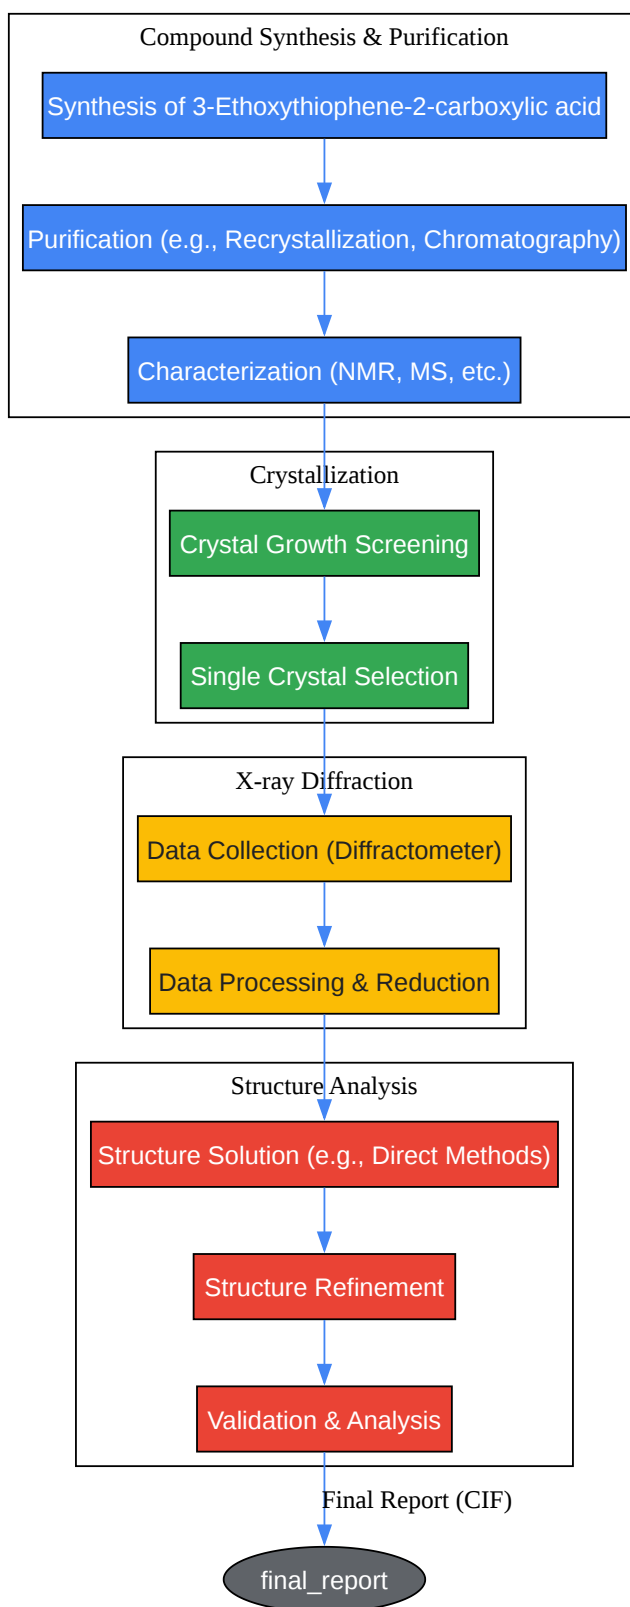 Compound Synthesis & Purification
Synthesis of 3-Ethoxythiophene-2-carboxylic acid
Purification (e.g., Recrystallization, Chromatography)
Characterization (NMR, MS, etc.)
Crystallization
Crystal Growth Screening
Single Crystal Selection
X-ray Diffraction
Data Collection (Diffractometer)
Data Processing & Reduction
Structure Analysis
Structure Solution (e.g., Direct Methods)
Structure Refinement
Validation & Analysis
Final Report (CIF)
final_report